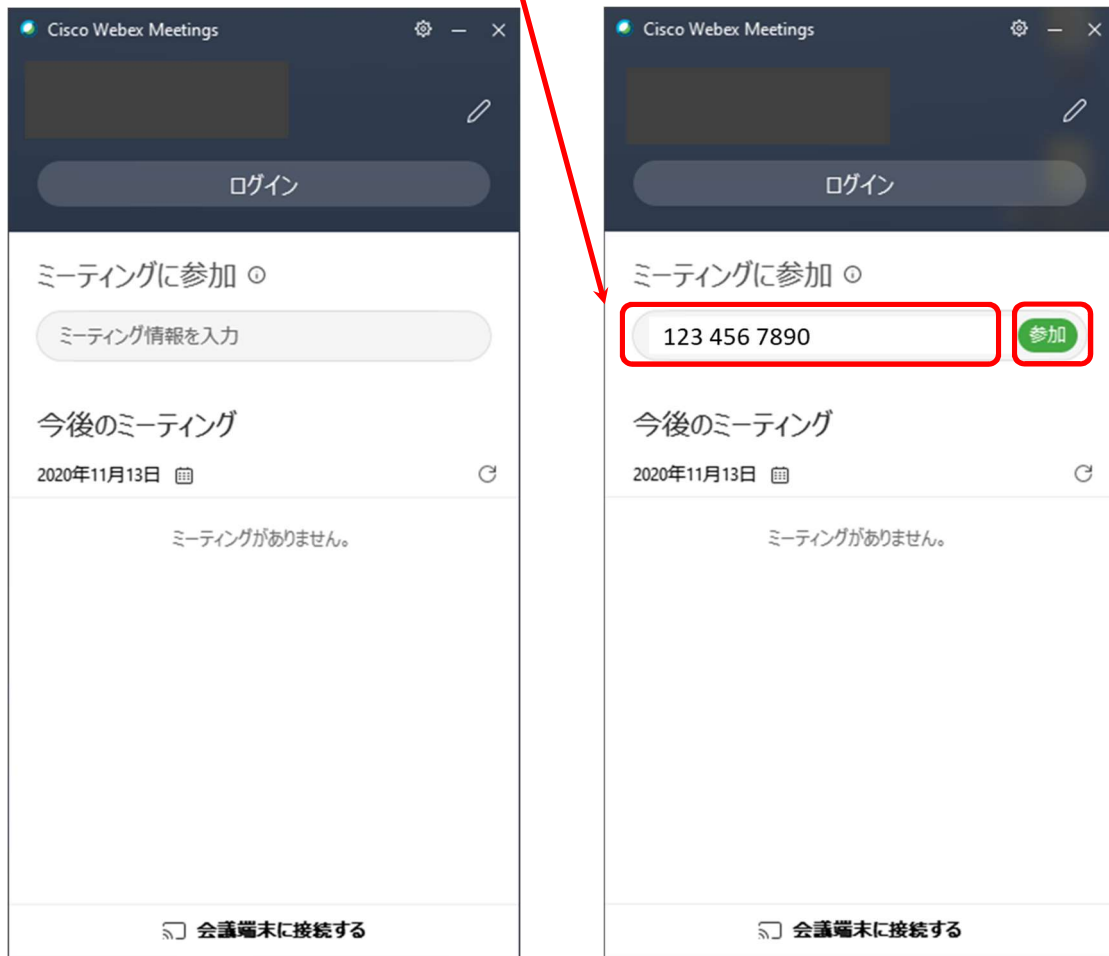 Cisco Webex Meetings
ログイン
ミーティングに参加
ミーティング情報を入力
今後のミーティング
2020年11月13日
ミーティングがありません。
会議端末に接続する
Cisco Webex Meetings
ログイン
ミーティングに参加
123 456 7890 参加
今後のミーティング
2020年11月13日
ミーティングがありません。
会議端末に接続する